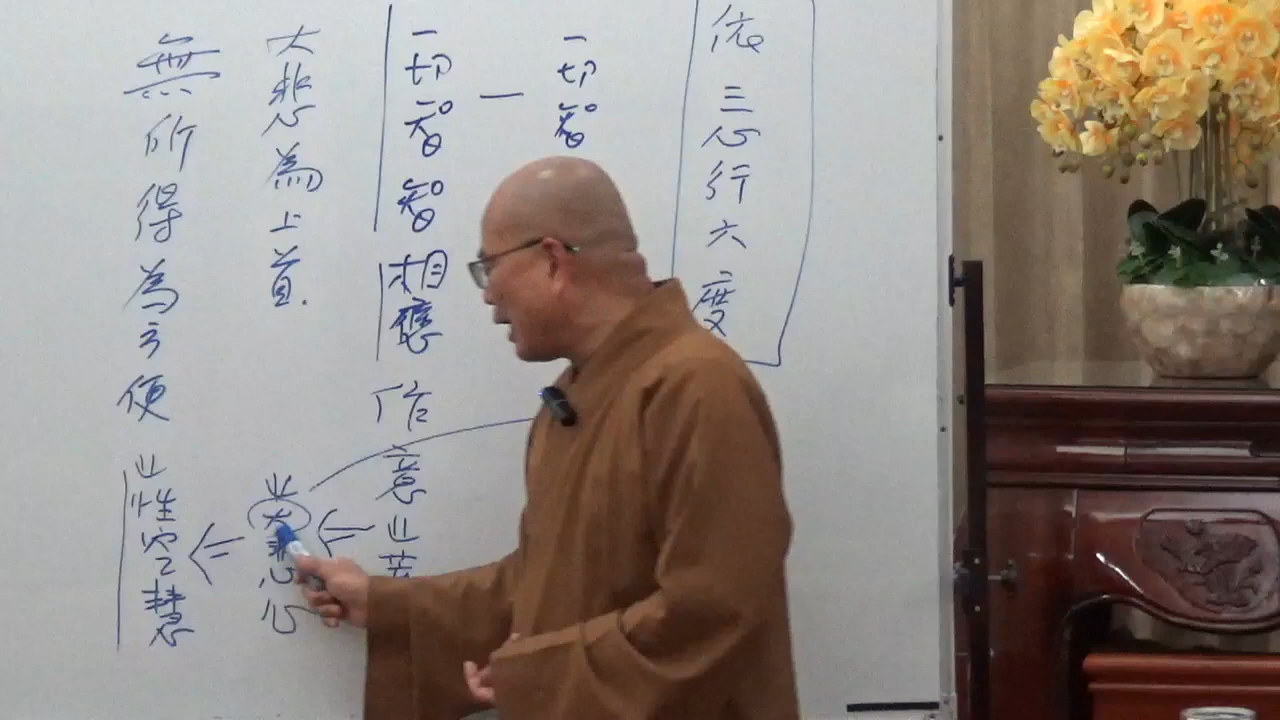 依三心行六度
一切智
一切智智相應作意
大悲為上首
大悲心
無所得為方便
性空慧